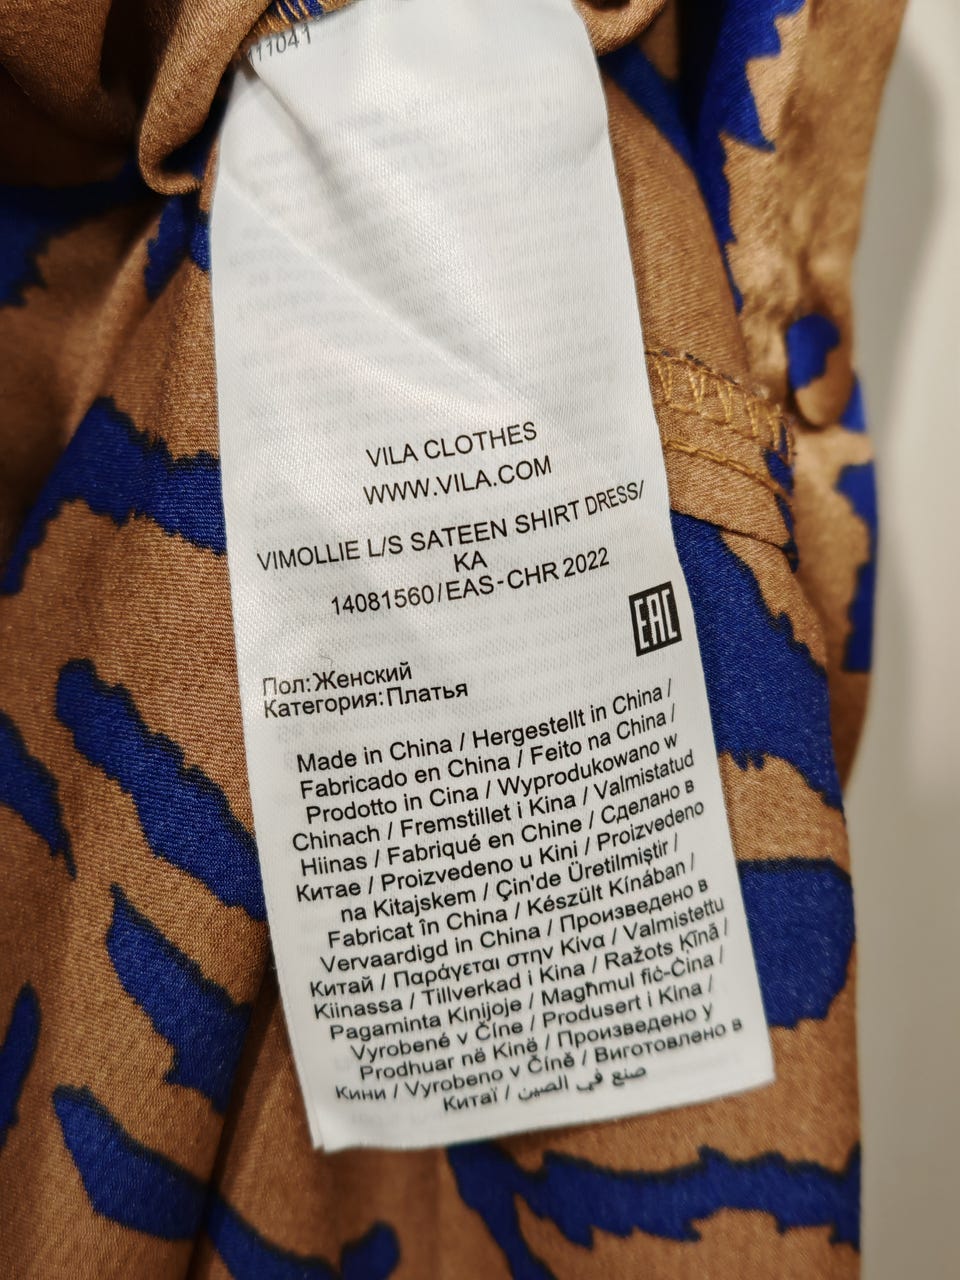 11041
VILA CLOTHES
WWW.VILA.COM
VIMOLLIE L/S SATEEN SHIRT DRESS/
KA
14081560/EAS-CHR 2022
EAC
Пол:Женский
Категория:Платья
Made in China / Hergestellt in China /
Fabricado en China / Feito na China /
Prodotto in Cina / Wyprodukowano w
Chinach / Fremstillet i Kina / Valmistatud
Hiinas / Fabriqué en Chine / Сделано в
Китае / Proizvedeno u Kini / Proizvedeno
na Kitajskem / Çin'de Üretilmiştir /
Fabricat în China / Készült Kínában /
Vervaardigd in China / Произведено в
Китай / Παράγεται στην Κίνα / Valmistettu
Kiinassa / Tillverkad i Kina / Ražots Ķīnā /
Pagaminta Kinijoje / Magħmul fiċ-Ċina /
Vyrobené v Číne / Produsert i Kina /
Prodhuar në Kinë / Произведено у
Кини / Vyrobeno v Číně / Виготовлено в
Китаї / صنع في الصين